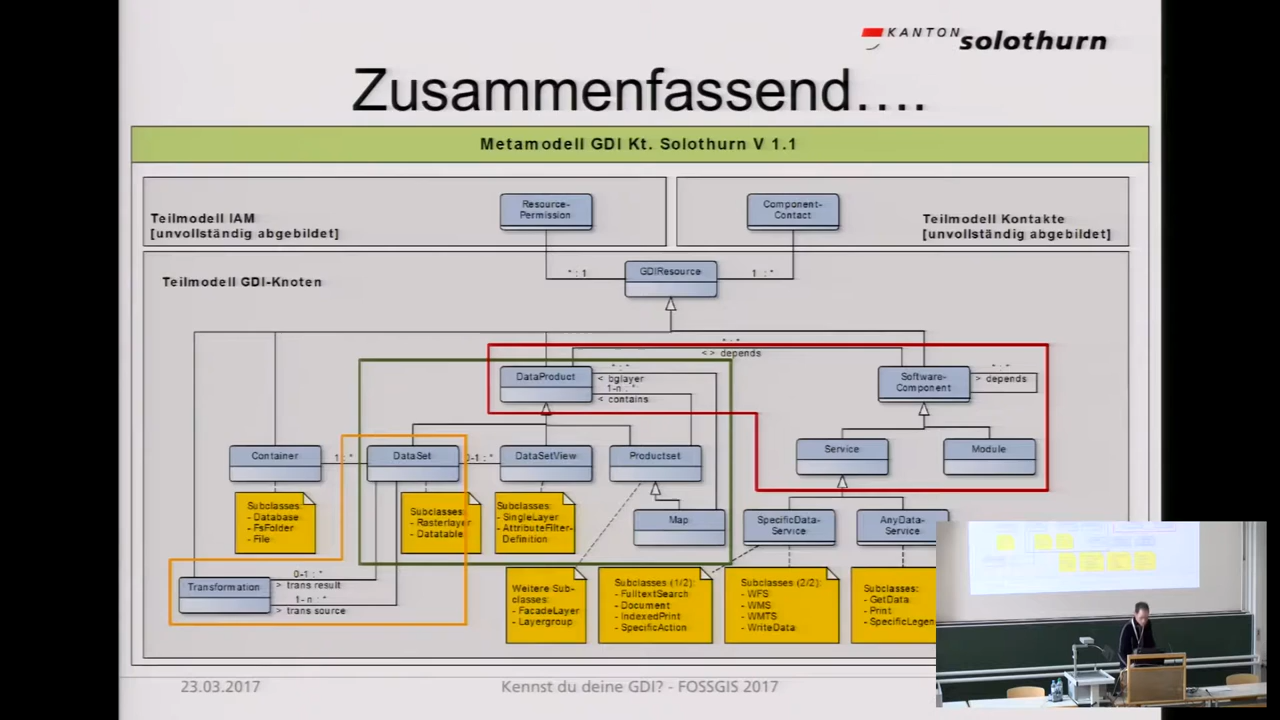 KANTON solothurn
Zusammenfassend....
Metamodell GDI Kt. Solothurn V 1.1
Teilmodell IAM
[unvollständig abgebildet]
Resource-
Permission
Component-
Contact
Teilmodell Kontakte
[unvollständig abgebildet]
Teilmodell GDI-Knoten
* : 1
GDIResource
1 : *
* : *
<> depends
DataProduct
* : *
< bglayer
1-n : *
< contains
Software-
Component
* : *
> depends
Container
1 : *
DataSet
0-1 : *
DataSetView
Productset
Service
Module
Subclasses:
- Database
- FsFolder
- File
Subclasses:
- Rasterlayer
- Datatable
Subclasses:
- SingleLayer
- AttributeFilter-
Definition
Map
SpecificData-
Service
AnyData-
Service
Transformation
0-1 : *
> trans result
1-n : *
> trans source
Weitere Sub-
classes:
- FacadeLayer
- Layergroup
Subclasses (1/2):
- FulltextSearch
- Document
- IndexedPrint
- SpecificAction
Subclasses (2/2):
- WFS
- WMS
- WMTS
- WriteData
Subclasses:
- GetData
- Print
- SpecificLegen
23.03.2017
Kennst du deine GDI? - FOSSGIS 2017